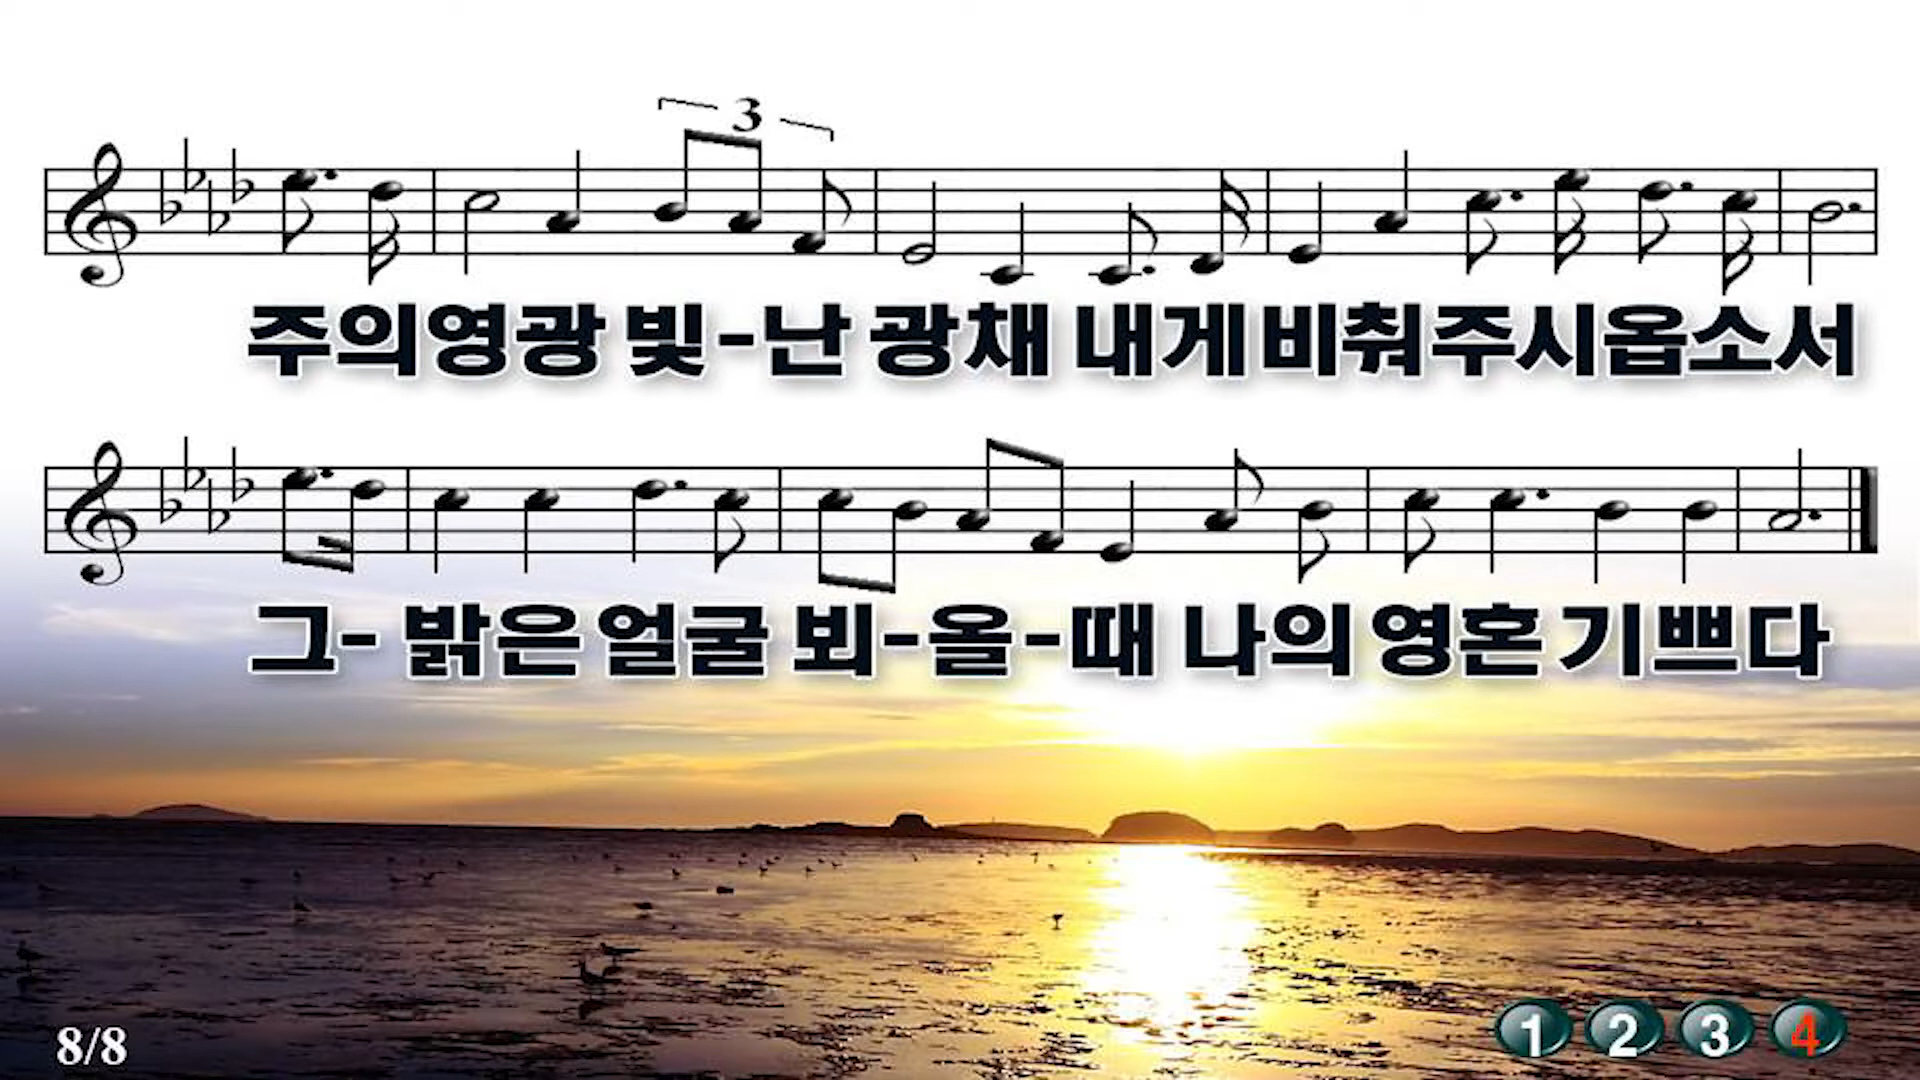 3
주의영광 빛-난 광채 내게비춰주시옵소서
그- 밝은얼굴 뵈-올-때 나의영혼기쁘다
8/8 1 2 3 4